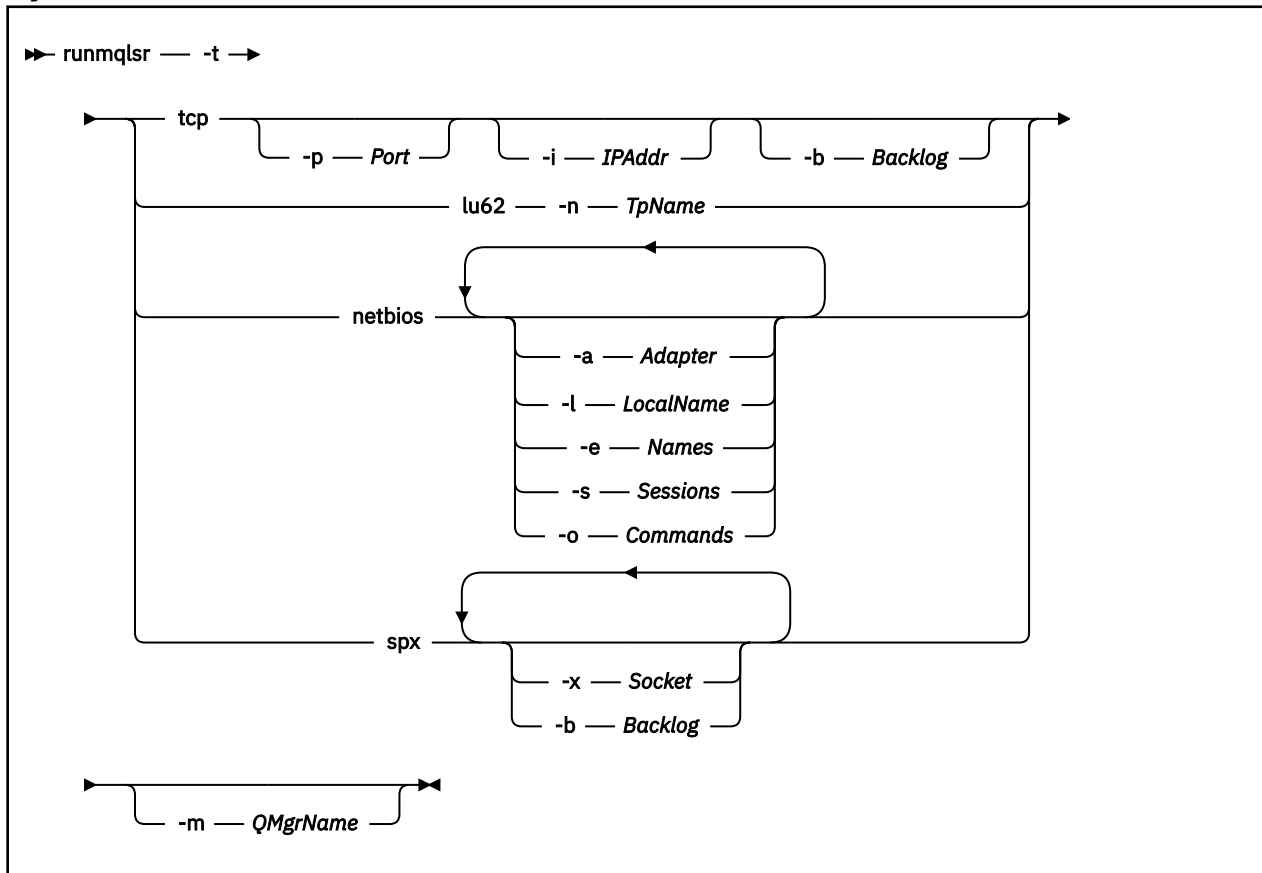 runmqlsr -t
tcp
-p Port -i IPAddr -b Backlog
lu62 -n TpName
netbios
-a Adapter
-l LocalName
-e Names
-s Sessions
-o Commands
spx
-x Socket
-b Backlog
-m QMgrName